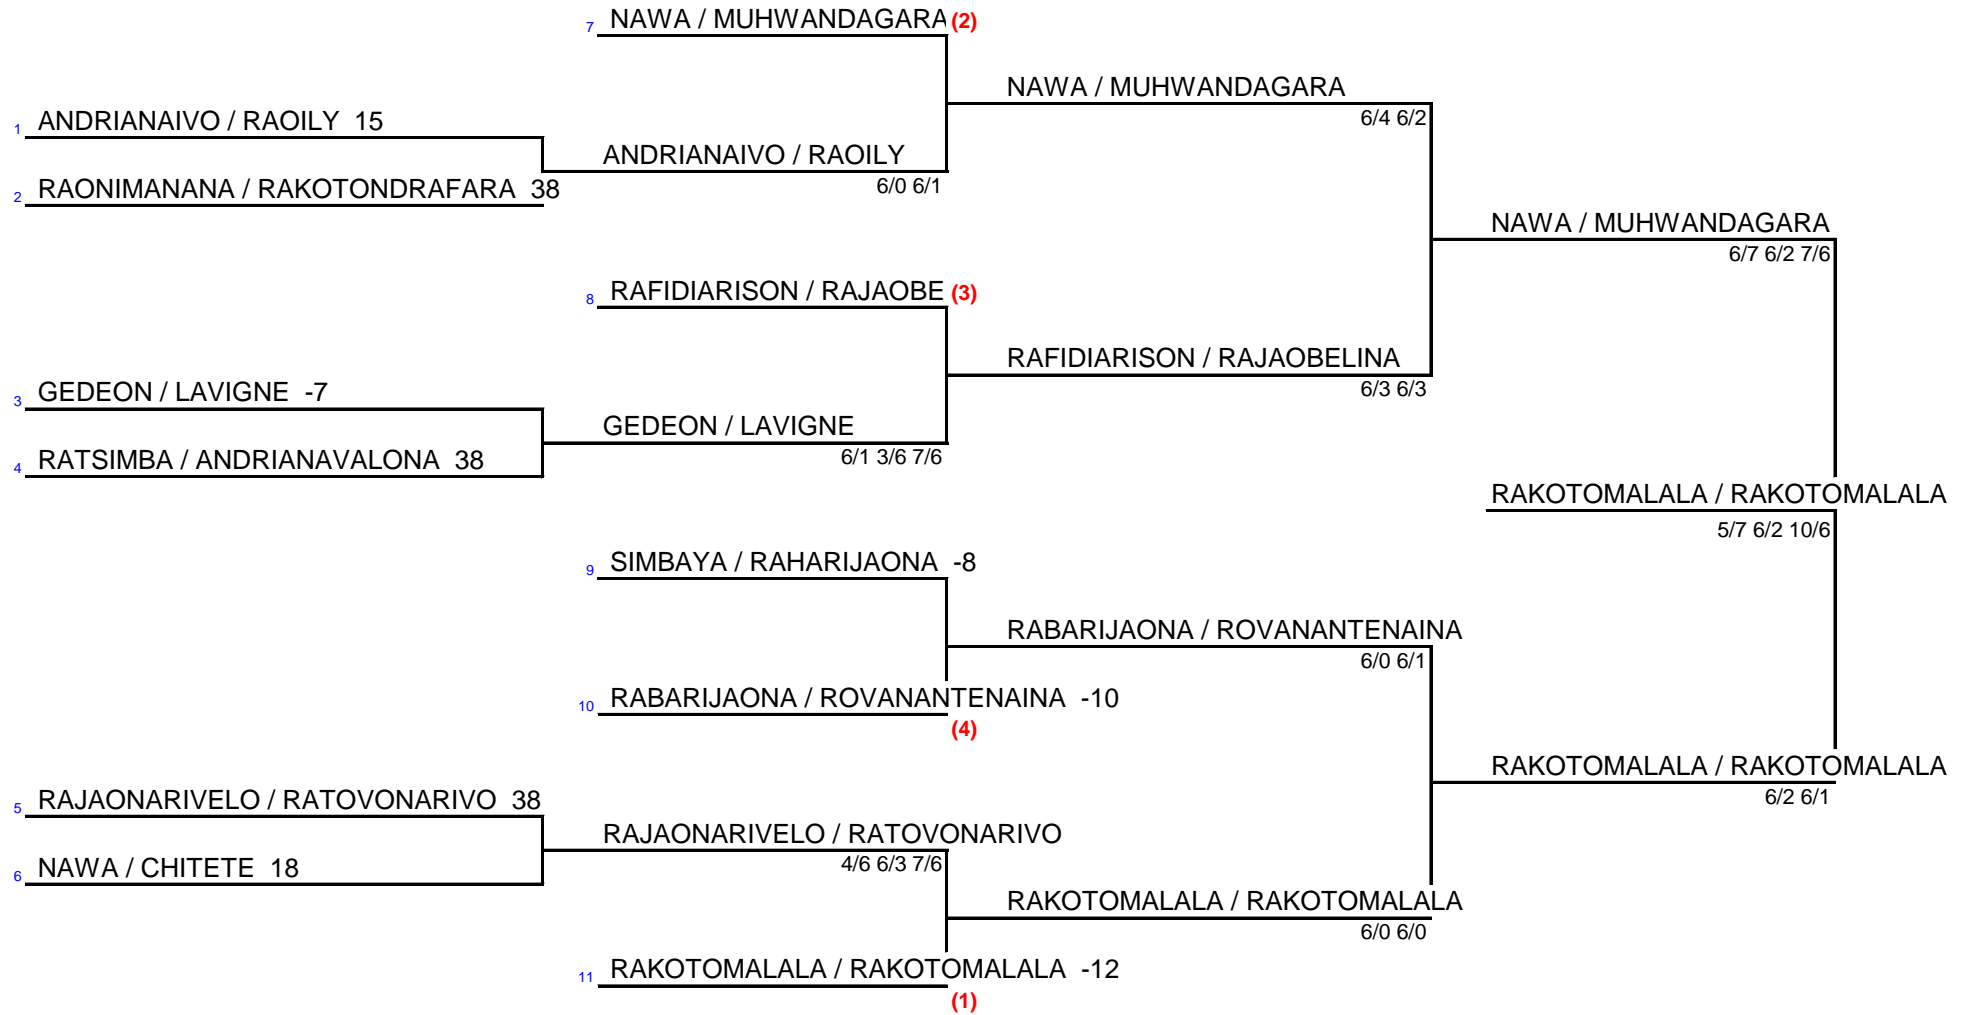 7 NAWA / MUHWANDAGARA (2)
NAWA / MUHWANDAGARA
6/4 6/2
1 ANDRIANAIVO / RAOILY 15
ANDRIANAIVO / RAOILY
6/0 6/1
2 RAONIMANANA / RAKOTONDRAFARA 38
NAWA / MUHWANDAGARA
6/7 6/2 7/6
8 RAFIDIARISON / RAJAOBE (3)
RAFIDIARISON / RAJAOBELINA
6/3 6/3
3 GEDEON / LAVIGNE -7
GEDEON / LAVIGNE
6/1 3/6 7/6
4 RATSIMBA / ANDRIANAVALONA 38
RAKOTOMALALA / RAKOTOMALALA
5/7 6/2 10/6
9 SIMBAYA / RAHARIJAONA -8
RABARIJAONA / ROVANANTENAINA
6/0 6/1
10 RABARIJAONA / ROVANANTENAINA -10
(4)
RAKOTOMALALA / RAKOTOMALALA
6/2 6/1
5 RAJAONARIVELO / RATOVONARIVO 38
RAJAONARIVELO / RATOVONARIVO
4/6 6/3 7/6
6 NAWA / CHITETE 18
RAKOTOMALALA / RAKOTOMALALA
6/0 6/0
11 RAKOTOMALALA / RAKOTOMALALA -12
(1)